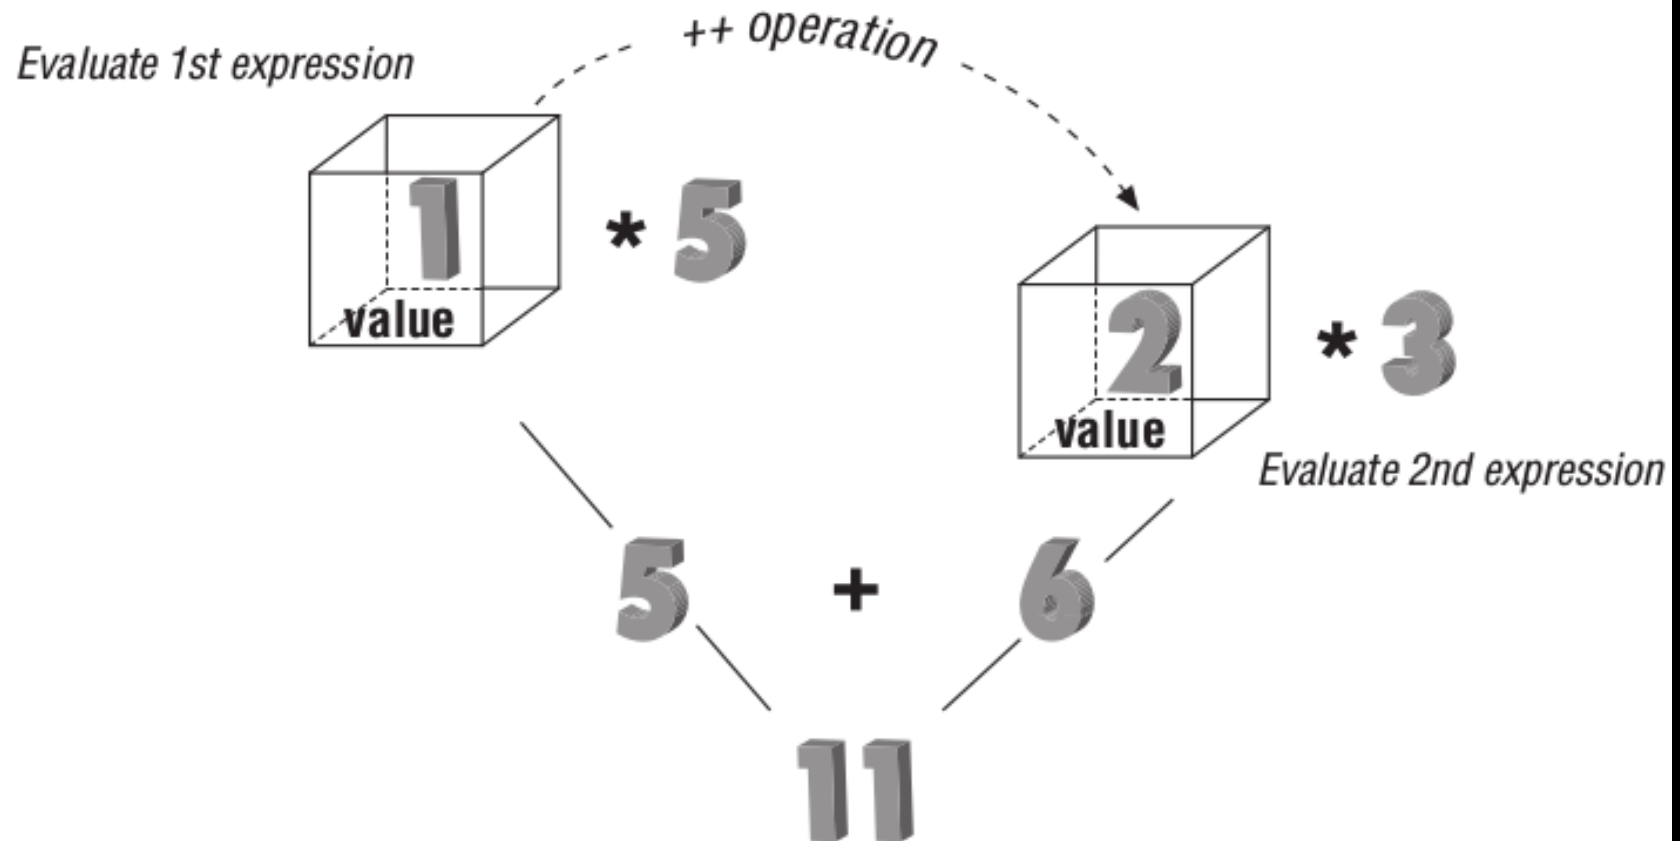 ++ operation
Evaluate 1st expression
1 * 5
value
2 * 3
value
Evaluate 2nd expression
5 + 6
11